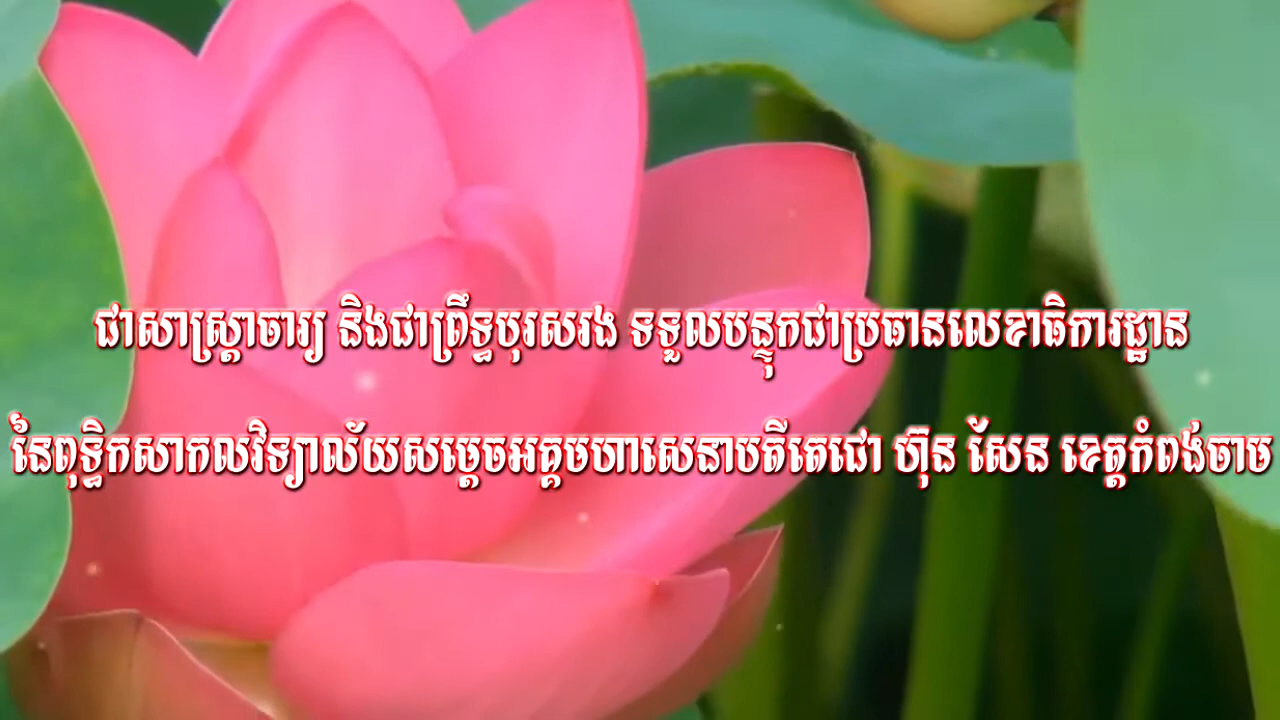 ជាសាស្ត្រាចារ្យ និងជាព្រឹទ្ធបុរសរង ទទួលបន្ទុកជាប្រធានលេខាធិការដ្ឋាន
នៃពុទ្ធិកសាកលវិទ្យាល័យសម្តេចអគ្គមហាសេនាបតីតេជោ ហ៊ុន សែន ខេត្តកំពង់ចាម